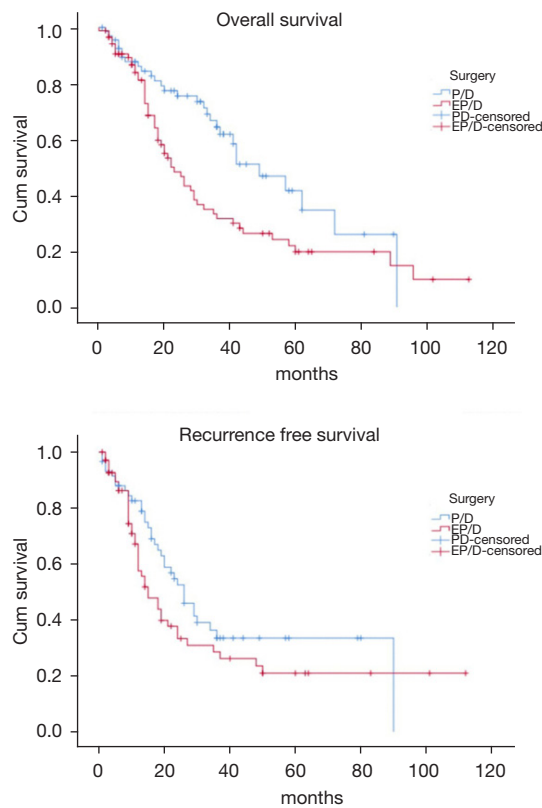 Overall survival
Surgery
P/D
EP/D
PD-censored
EP/D-censored
Cum survival
1.0
0.8
0.6
0.4
0.2
0.0
0 20 40 60 80 100 120
months
Recurrence free survival
Surgery
P/D
EP/D
PD-censored
EP/D-censored
Cum survival
1.0
0.8
0.6
0.4
0.2
0.0
0 20 40 60 80 100 120
months